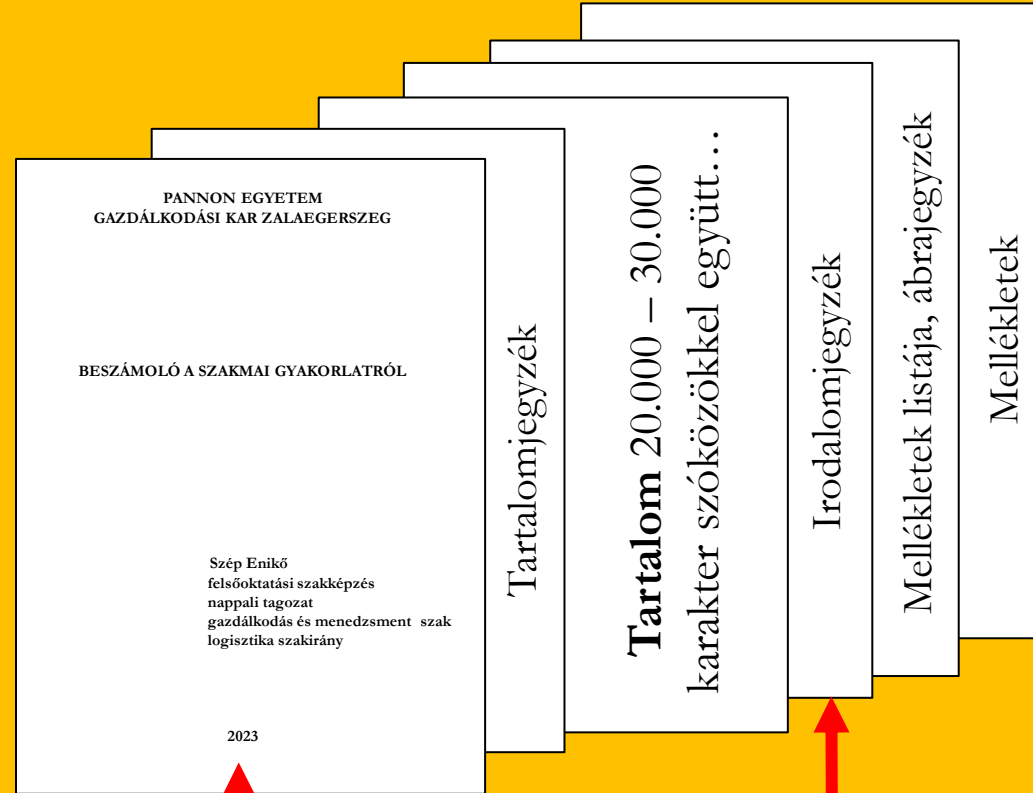 PANNON EGYETEM
GAZDÁLKODÁSI KAR ZALAEGERSZEG
BESZÁMOLÓ A SZAKMAI GYAKORLATRÓL
Szép Enikő
felsőoktatási szakképzés
nappali tagozat
gazdálkodás és menedzsment szak
logisztika szakirány
2023
Tartalomjegyzék
Tartalom 20.000 – 30.000
karakter szóközökkel együtt…
Irodalomjegyzék
Mellékletek listája, ábrajegyzék
Mellékletek